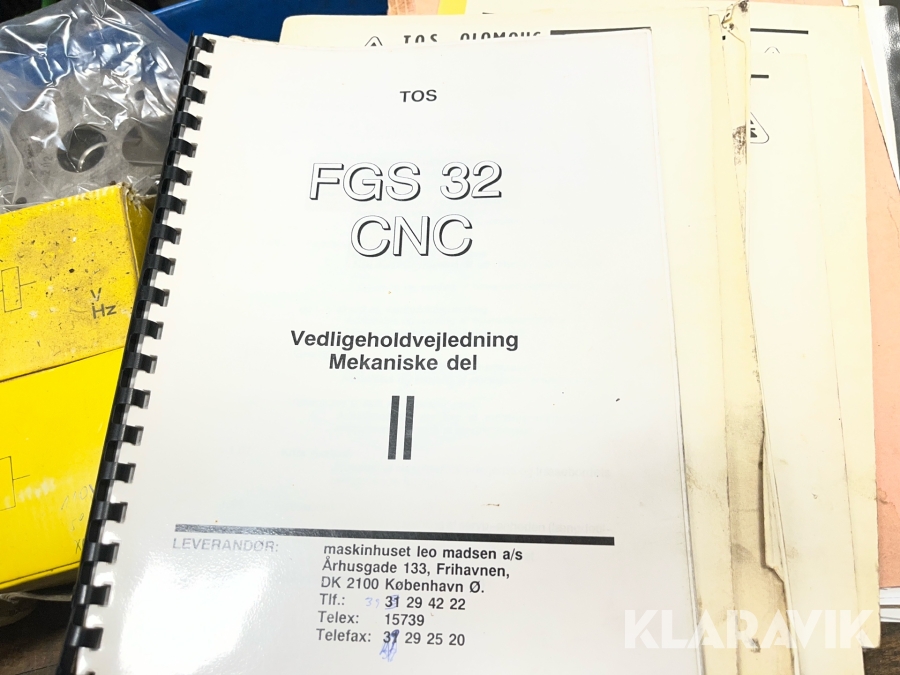 T.O.S. OLOMOUC
TOS
FGS 32
CNC
Vedligeholdvejledning
Mekaniske del
II
LEVERANDØR:
maskinhuset leo madsen a/s
Århusgade 133, Frihavnen,
DK 2100 København Ø.
Tlf.: 31 29 42 22
Telex: 15739
Telefax: 31 29 25 20
V
Hz
KLARAVIK